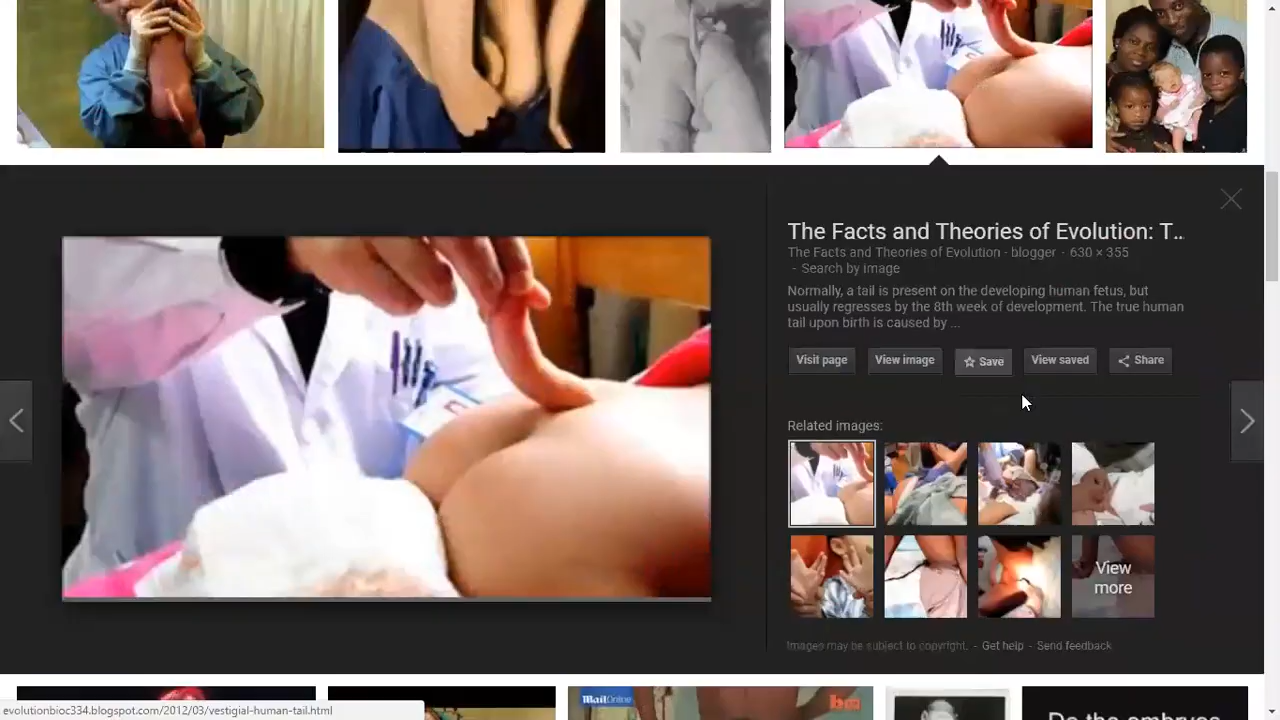 The Facts and Theories of Evolution: T...
The Facts and Theories of Evolution - blogger - 630 × 355
- Search by image
Normally, a tail is present on the developing human fetus, but
usually regresses by the 8th week of development. The true human
tail upon birth is caused by ...
Visit page
View image
Save
View saved
Share
Related images:
View
more
Images may be subject to copyright. - Get help - Send feedback
MailOnline
Do the embryos
evolutionbioc334.blogspot.com/2012/03/vestigial-human-tail.html